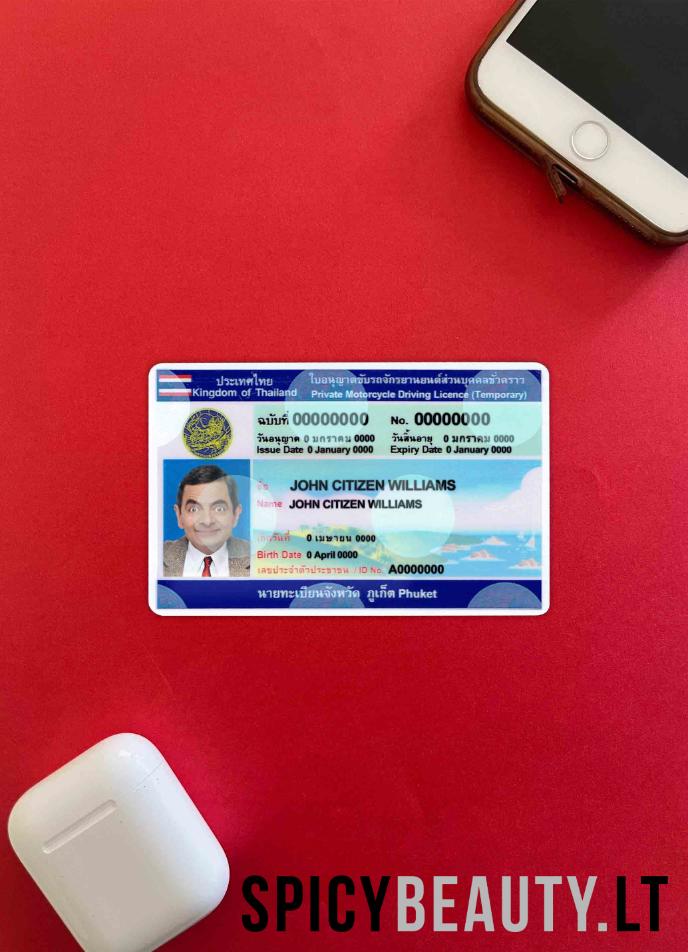 ประเทศไทย ใบอนุญาตขับรถจักรยานยนต์ส่วนบุคคลชั่วคราว
Kingdom of Thailand Private Motorcycle Driving Licence (Temporary)
ฉบับที่ 00000000 No. 00000000
วันอนุญาต 0 มกราคม 0000 วันสิ้นอายุ 0 มกราคม 0000
Issue Date 0 January 0000 Expiry Date 0 January 0000
ชื่อ JOHN CITIZEN WILLIAMS
Name JOHN CITIZEN WILLIAMS
เกิดวันที่ 0 เมษายน 0000
Birth Date 0 April 0000
เลขประจำตัวประชาชน / ID No. A0000000
นายทะเบียนจังหวัด ภูเก็ต Phuket
SPICYBEAUTY.LT